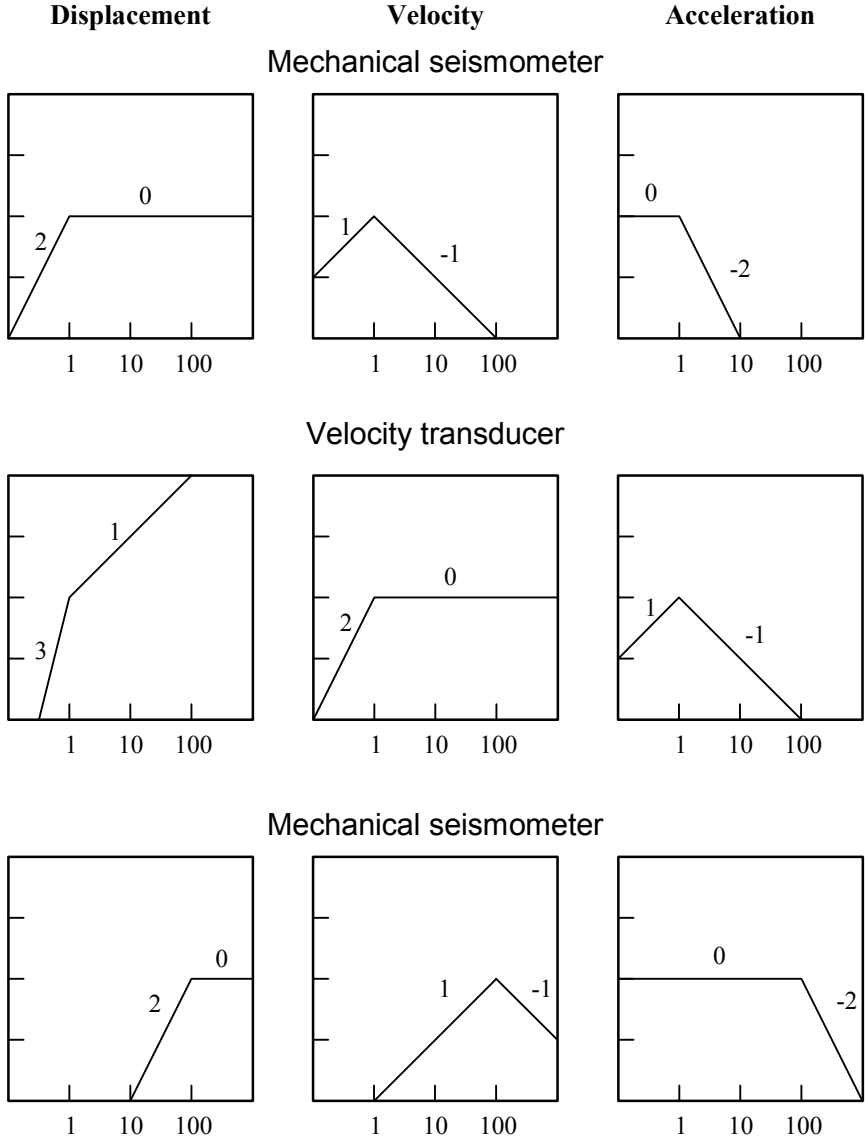 Displacement Velocity Acceleration
Mechanical seismometer
2 0 1 -1 0 -2
1 10 100 1 10 100 1 10 100
Velocity transducer
3 1 2 0 1 -1
1 10 100 1 10 100 1 10 100
Mechanical seismometer
2 0 1 -1 0 -2
1 10 100 1 10 100 1 10 100